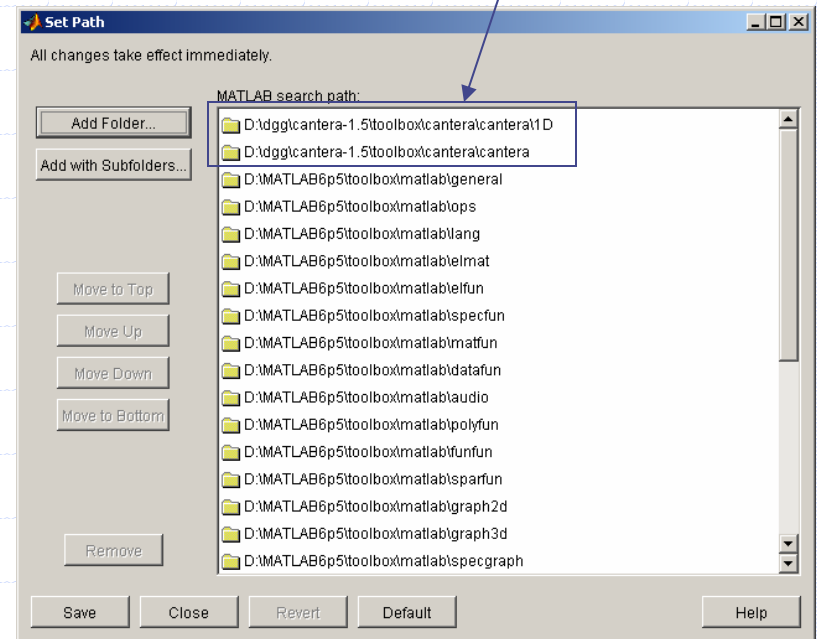 Set Path
All changes take effect immediately.
MATLAB search path:
Add Folder...
Add with Subfolders...
Move to Top
Move Up
Move Down
Move to Bottom
Remove
D:\dgg\cantera-1.5\toolbox\cantera\cantera\1D
D:\dgg\cantera-1.5\toolbox\cantera\cantera
D:\MATLAB6p5\toolbox\matlab\general
D:\MATLAB6p5\toolbox\matlab\ops
D:\MATLAB6p5\toolbox\matlab\lang
D:\MATLAB6p5\toolbox\matlab\elmat
D:\MATLAB6p5\toolbox\matlab\elfun
D:\MATLAB6p5\toolbox\matlab\specfun
D:\MATLAB6p5\toolbox\matlab\matfun
D:\MATLAB6p5\toolbox\matlab\datafun
D:\MATLAB6p5\toolbox\matlab\audio
D:\MATLAB6p5\toolbox\matlab\polyfun
D:\MATLAB6p5\toolbox\matlab\funfun
D:\MATLAB6p5\toolbox\matlab\sparfun
D:\MATLAB6p5\toolbox\matlab\graph2d
D:\MATLAB6p5\toolbox\matlab\graph3d
D:\MATLAB6p5\toolbox\matlab\specgraph
Save
Close
Revert
Default
Help